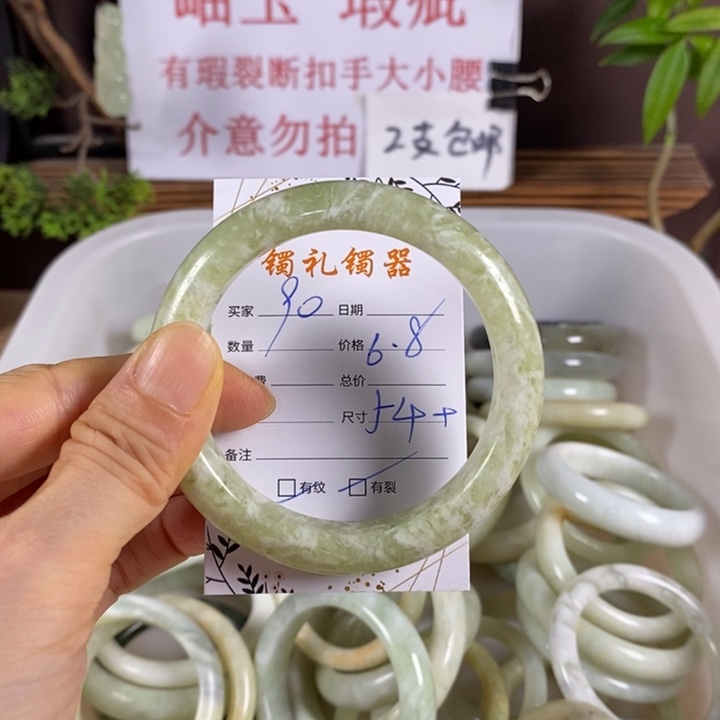 岫玉 瑕疵
有瑕裂断扣手大小腰
介意勿拍 2支包邮
镯礼镯器
买家 90 日期
数量 价格 6.8
费 总价
尺寸 54+
备注
有纹 有裂